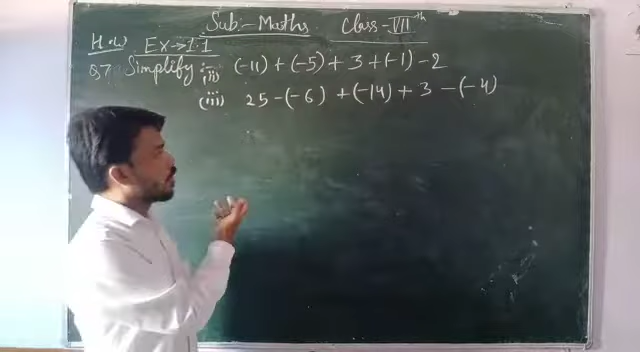 Sub:- Maths Class-VIIth
H.W Ex→1.1
Q7 Simplify :-
(ii) (-11) + (-5) + 3 + (-1) - 2
(iii) 25 - (-6) + (-14) + 3 - (-4)